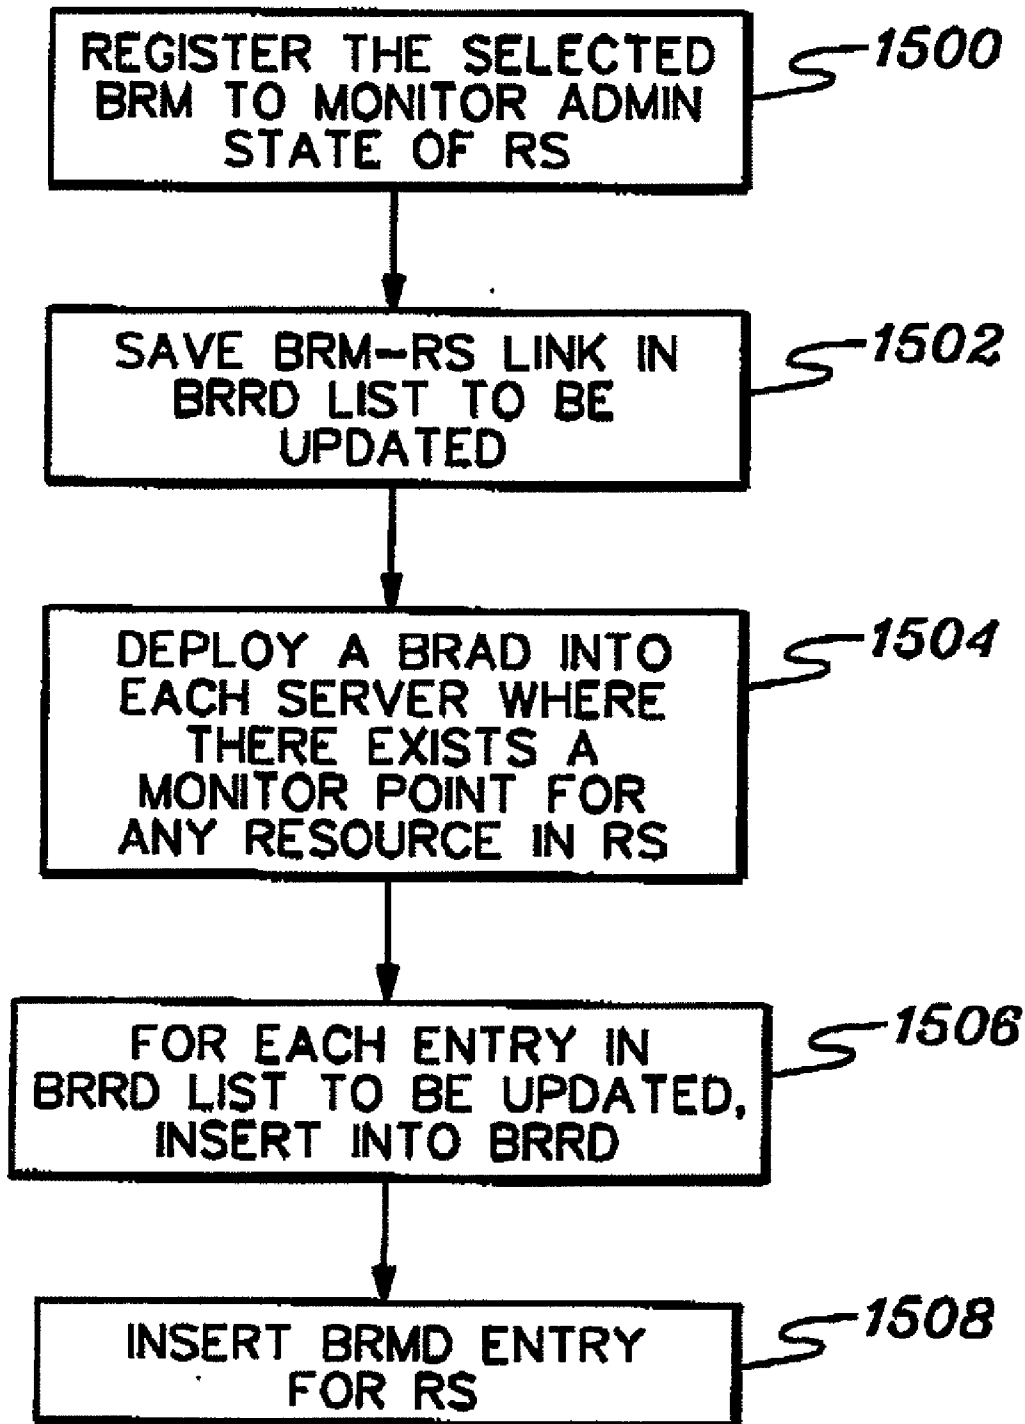 REGISTER THE SELECTED
BRM TO MONITOR ADMIN
STATE OF RS
1500
SAVE BRM-RS LINK IN
BRRD LIST TO BE
UPDATED
1502
DEPLOY A BRAD INTO
EACH SERVER WHERE
THERE EXISTS A
MONITOR POINT FOR
ANY RESOURCE IN RS
1504
FOR EACH ENTRY IN
BRRD LIST TO BE UPDATED,
INSERT INTO BRRD
1506
INSERT BRMD ENTRY
FOR RS
1508